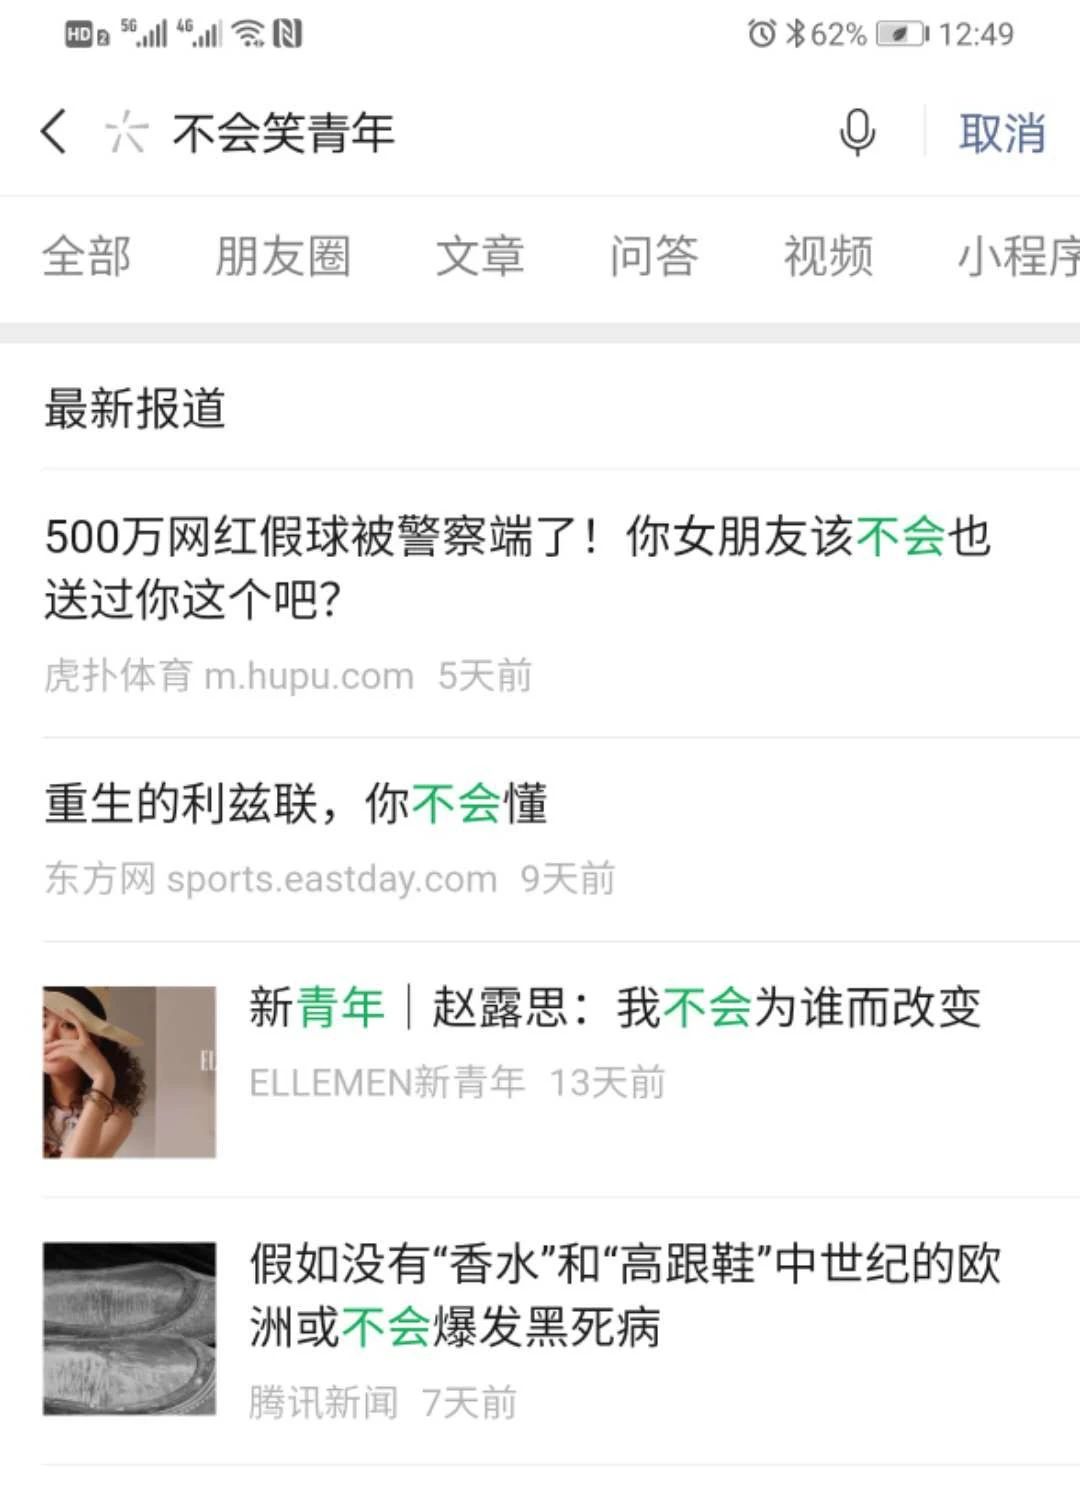 HD 2 5G 4G 62% 12:49
不会笑青年 取消
全部 朋友圈 文章 问答 视频 小程序
最新报道
500万网红假球被警察端了！你女朋友该不会也
送过你这个吧？
虎扑体育 m.hupu.com 5天前
重生的利兹联，你不会懂
东方网 sports.eastday.com 9天前
新青年｜赵露思：我不会为谁而改变
EL
ELLEMEN新青年 13天前
假如没有“香水”和“高跟鞋”中世纪的欧
洲或不会爆发黑死病
腾讯新闻 7天前